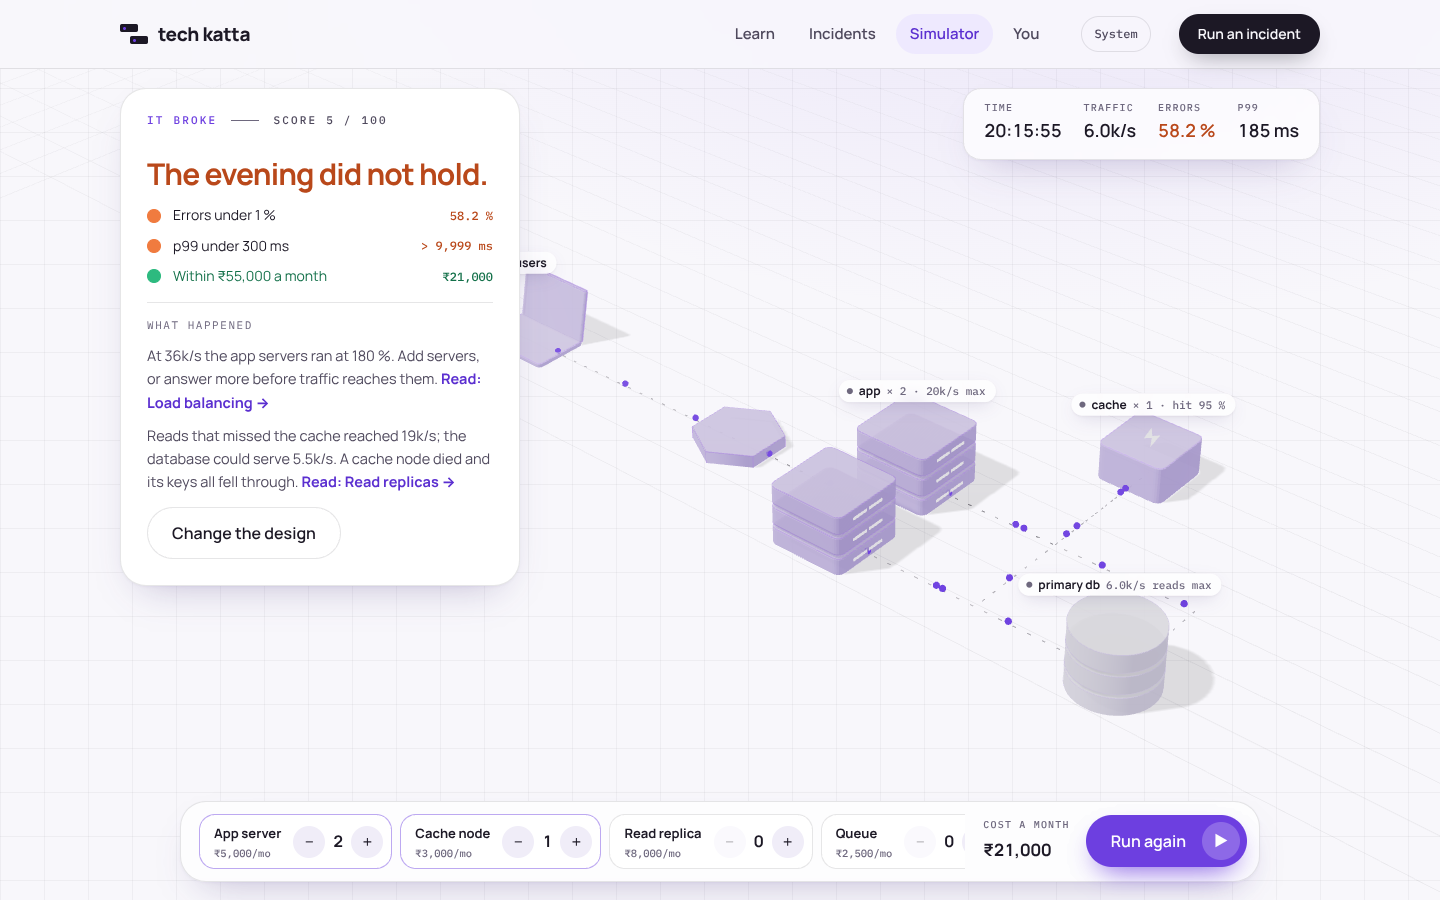 tech katta
Learn
Incidents
Simulator
You
System
Run an incident
IT BROKE
SCORE 5 / 100
The evening did not hold.
Errors under 1 %
58.2 %
p99 under 300 ms
> 9,999 ms
Within ₹55,000 a month
₹21,000
WHAT HAPPENED
At 36k/s the app servers ran at 180 %. Add servers,
or answer more before traffic reaches them. Read:
Load balancing →
Reads that missed the cache reached 19k/s; the
database could serve 5.5k/s. A cache node died and
its keys all fell through. Read: Read replicas →
Change the design
TIME
TRAFFIC
ERRORS
P99
20:15:55
6.0k/s
58.2 %
185 ms
users
app × 2 · 20k/s max
cache × 1 · hit 95 %
primary db 6.0k/s reads max
App server
₹5,000/mo
− 2 +
Cache node
₹3,000/mo
− 1 +
Read replica
₹8,000/mo
− 0 +
Queue
₹2,500/mo
− 0
COST A MONTH
₹21,000
Run again